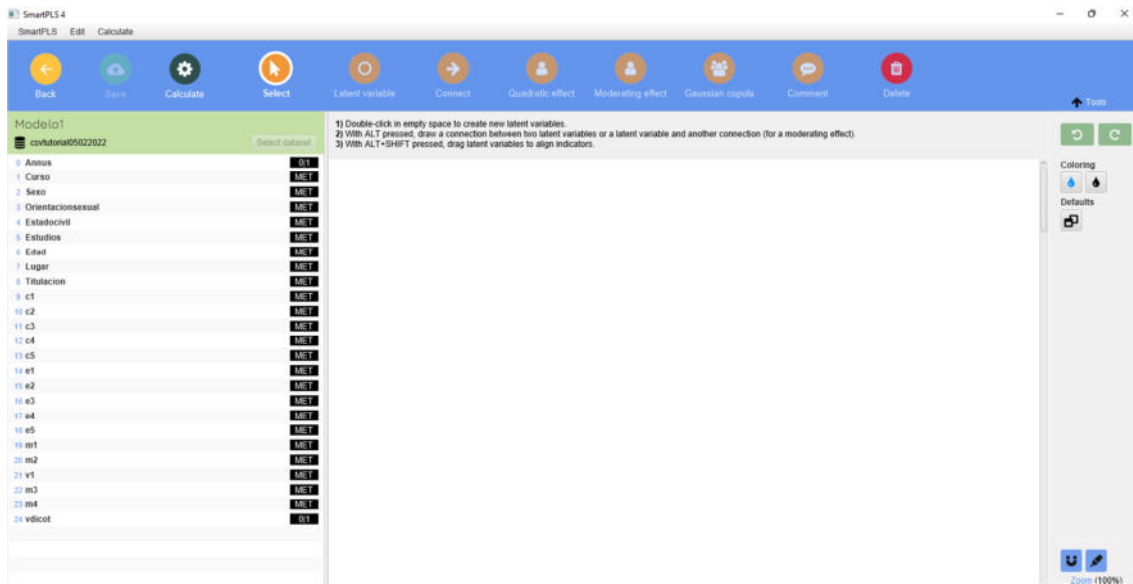 SmartPLS 4
SmartPLS Edit Calculate
Back Save Calculate Select Latent variable Connect Quadratic effect Moderating effect Gaussian copula Comment Delete
Tools
Modelo1
csvtutorial05022022 Select dataset
1) Double-click in empty space to create new latent variables.
2) With ALT pressed, draw a connection between two latent variables or a latent variable and another connection (for a moderating effect).
3) With ALT+SHIFT pressed, drag latent variables to align indicators.
0 Annus 0|1
1 Curso MET
2 Sexo MET
3 Orientacionsexual MET
4 Estadocivil MET
5 Estudios MET
6 Edad MET
7 Lugar MET
8 Titulacion MET
9 c1 MET
10 c2 MET
11 c3 MET
12 c4 MET
13 c5 MET
14 e1 MET
15 e2 MET
16 e3 MET
17 e4 MET
18 e5 MET
19 m1 MET
20 m2 MET
21 v1 MET
22 m3 MET
23 m4 MET
24 vdicot 0|1
Coloring
Defaults
Zoom (100%)